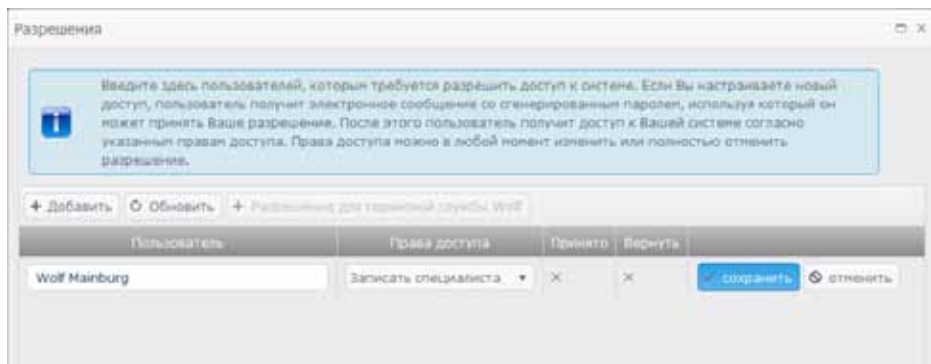 Разрешения
Введите здесь пользователей, которым требуется разрешить доступ к системе. Если Вы настраиваете новый
доступ, пользователь получит электронное сообщение со сгенерированным паролем, используя который он
может принять Ваше разрешение. После этого пользователь получит доступ к Вашей системе согласно
указанным правам доступа. Права доступа можно в любой момент изменить или полностью отменить
разрешение.
+ Добавить Обновить + Разрешение для сервисной службы Wolf
Пользователь Права доступа Принято Вернуть
Wolf Mainburg Записать специалиста сохранить отменить